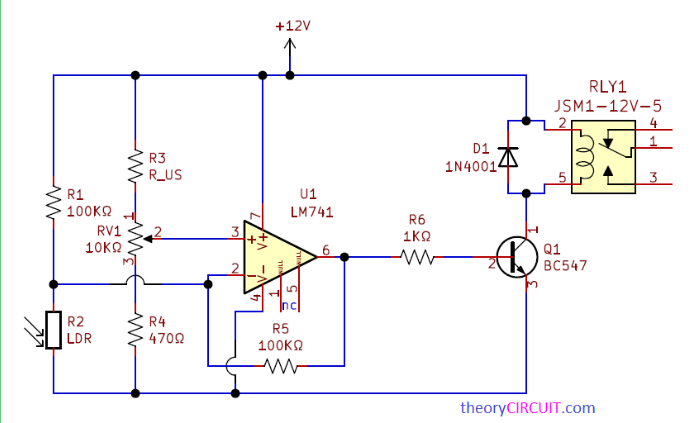 +12V
RLY1
JSM1-12V-5
2
4
1
5
3
D1
1N4001
R3
R_US
R1
100KΩ
1
RV1
10KΩ
2
3
U1
LM741
7
3
+
V+
6
2
-
V-
NULL
NULL
4
1
5
nc
R6
1KΩ
1
Q1
BC547
2
3
R2
LDR
R4
470Ω
R5
100KΩ
theoryCIRCUIT.com